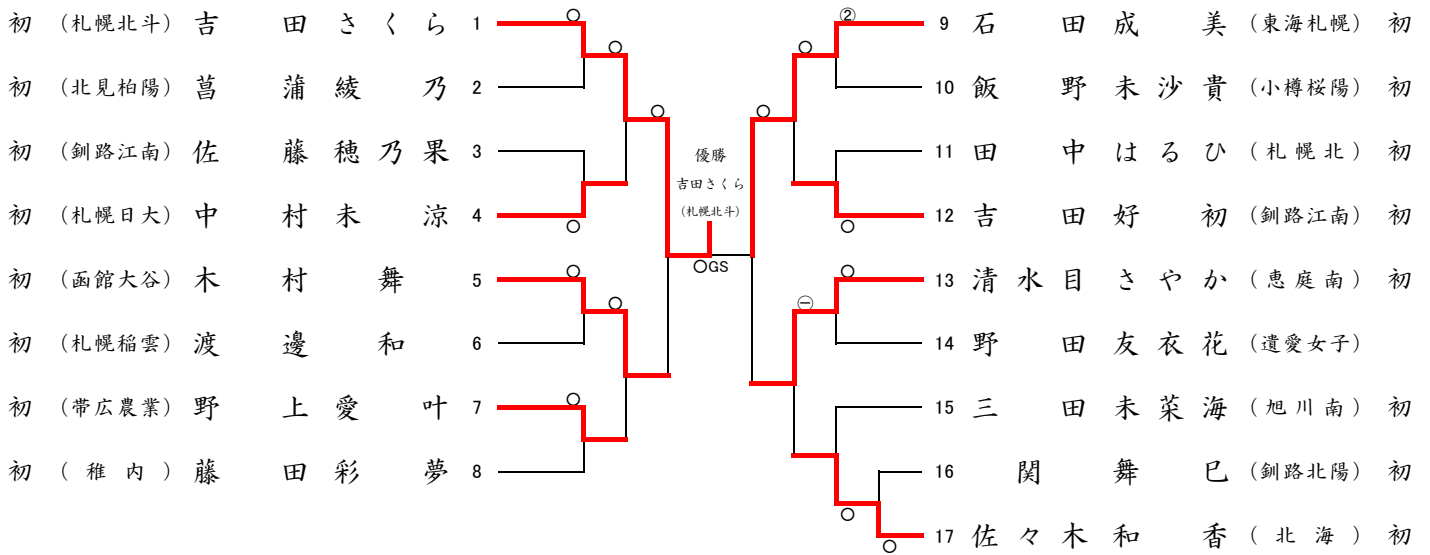 初 (札幌北斗) 吉田さくら 1
初 (北見柏陽) 菖蒲綾乃 2
初 (釧路江南) 佐藤穂乃果 3
初 (札幌日大) 中村未涼 4
初 (函館大谷) 木村舞 5
初 (札幌稲雲) 渡邊和 6
初 (帯広農業) 野上愛叶 7
初 (稚内) 藤田彩夢 8
○
○
○
○
○
○
○
優勝
吉田さくら
(札幌北斗)
○GS
②
○
○
○
○
㊀
○
○
9 石田成美 (東海札幌) 初
10 飯野未沙貴 (小樽桜陽) 初
11 田中はるひ (札幌北) 初
12 吉田好初 (釧路江南) 初
13 清水目さやか (恵庭南) 初
14 野田友衣花 (遺愛女子)
15 三田未菜海 (旭川南) 初
16 関舞巳 (釧路北陽) 初
17 佐々木和香 (北海) 初